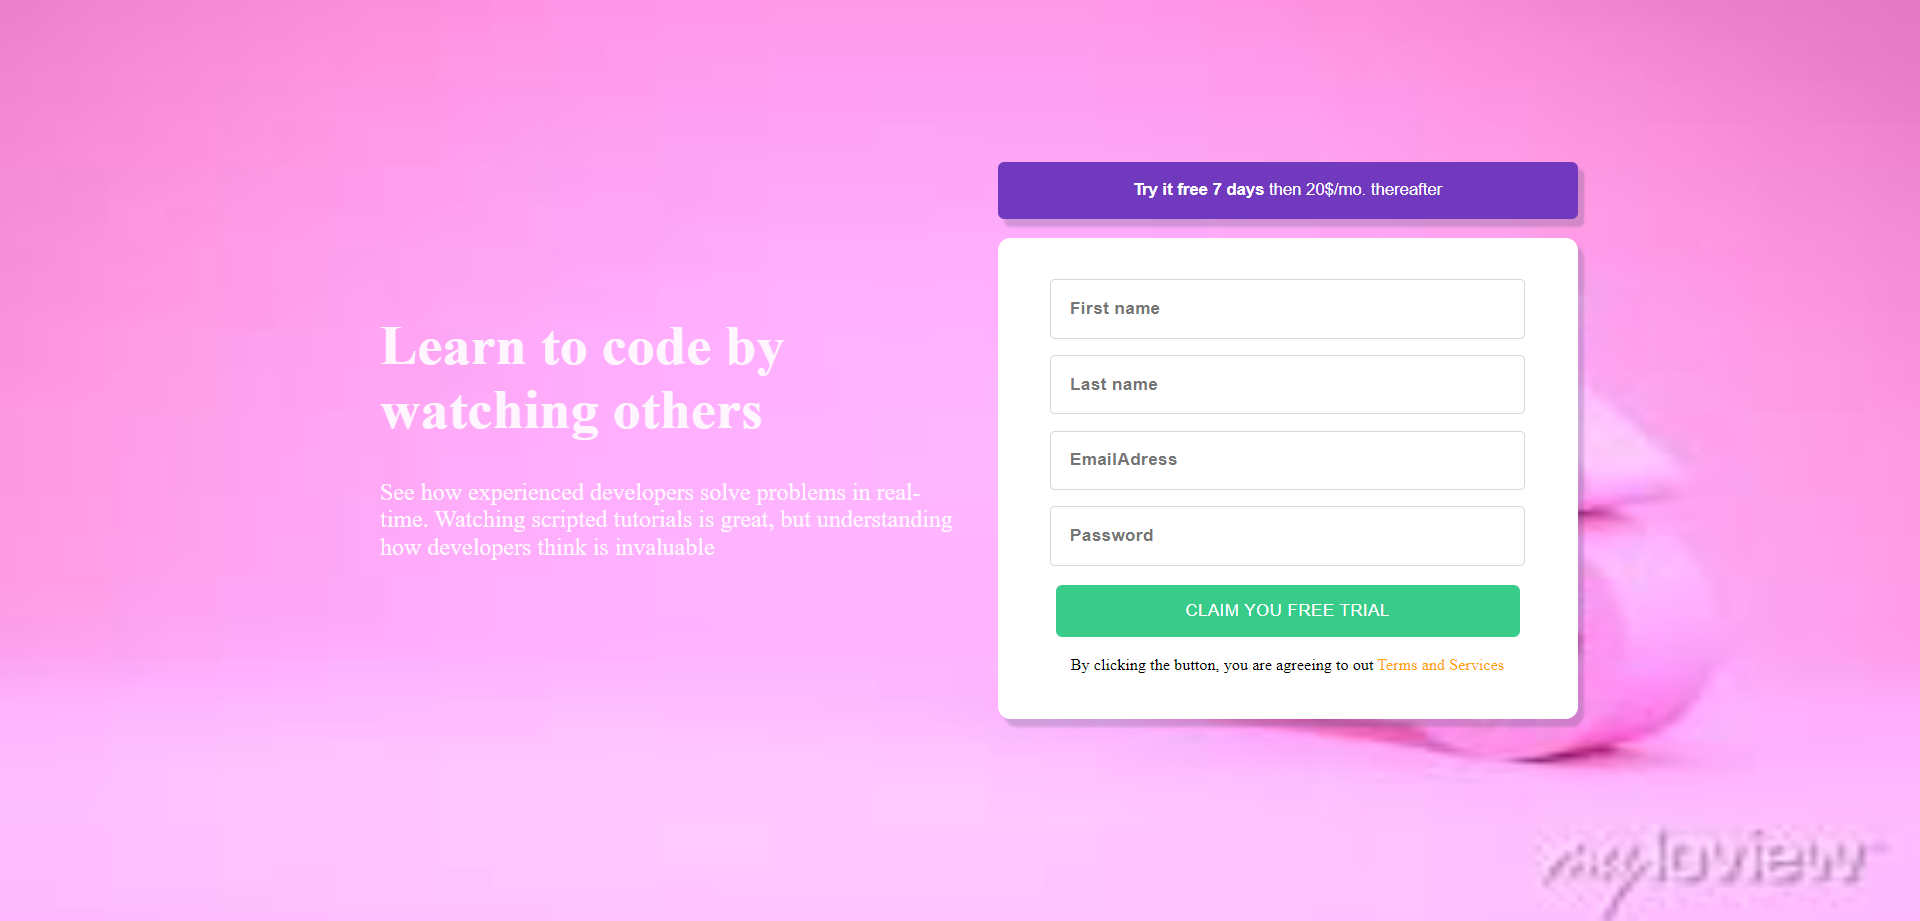 Learn to code by
watching others
See how experienced developers solve problems in real-
time. Watching scripted tutorials is great, but understanding
how developers think is invaluable
Try it free 7 days then 20$/mo. thereafter
First name
Last name
EmailAdress
Password
CLAIM YOU FREE TRIAL
By clicking the button, you are agreeing to out Terms and Services
myloview